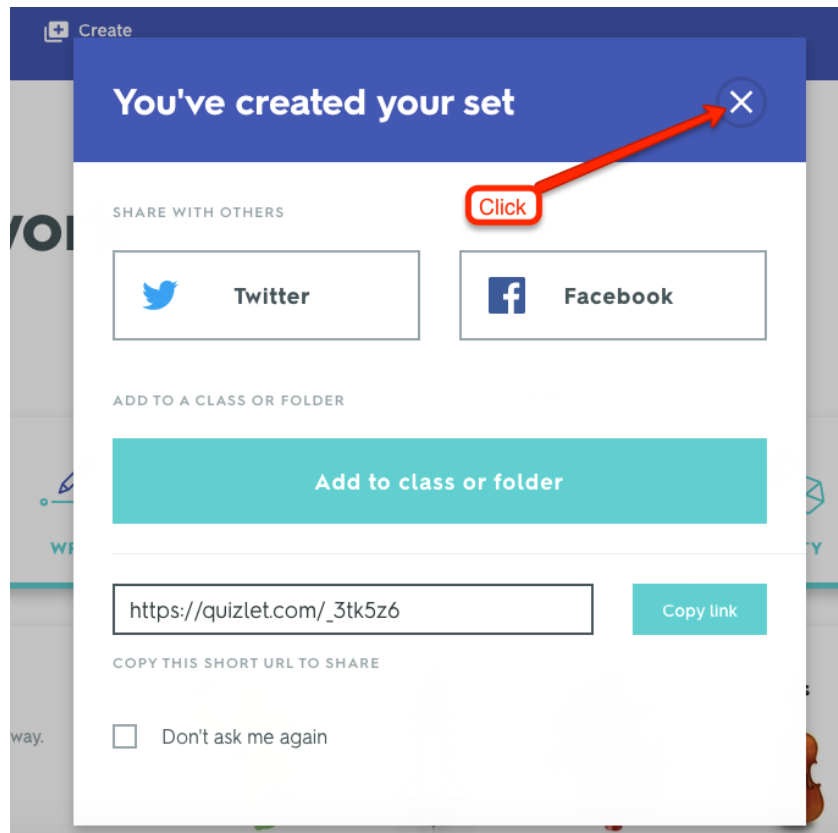 Create
You've created your set
Click
SHARE WITH OTHERS
Twitter
Facebook
ADD TO A CLASS OR FOLDER
Add to class or folder
https://quizlet.com/_3tk5z6
Copy link
COPY THIS SHORT URL TO SHARE
way.
Don't ask me again